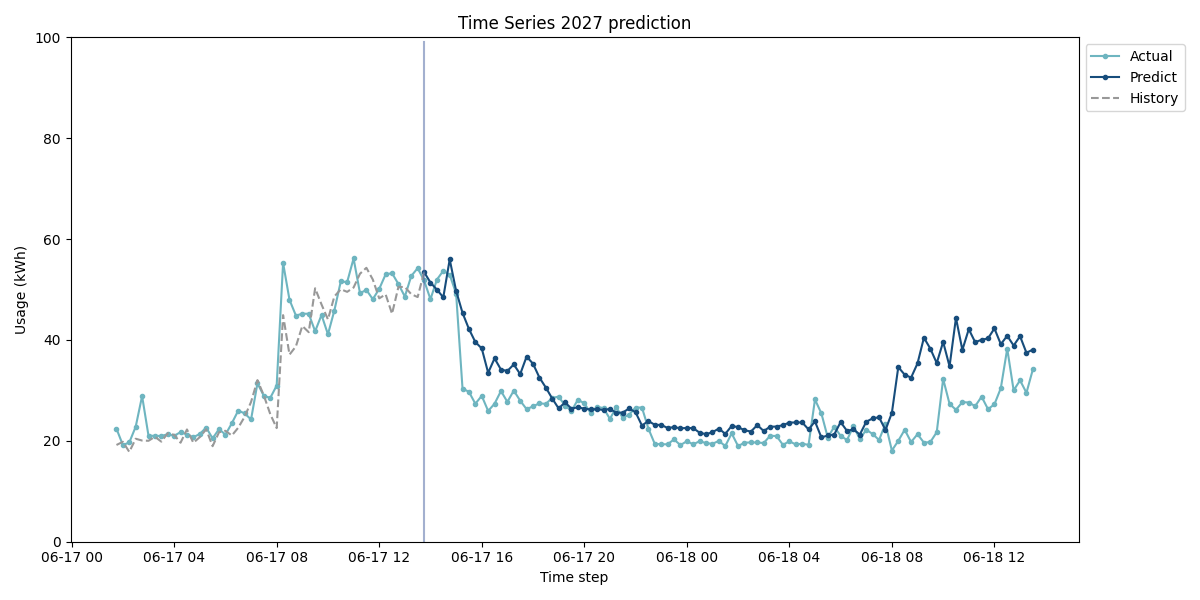 Time Series 2027 prediction
100
80
60
40
20
0
Usage (kWh)
06-17 00 06-17 04 06-17 08 06-17 12 06-17 16 06-17 20 06-18 00 06-18 04 06-18 08 06-18 12
Time step
Actual
Predict
History